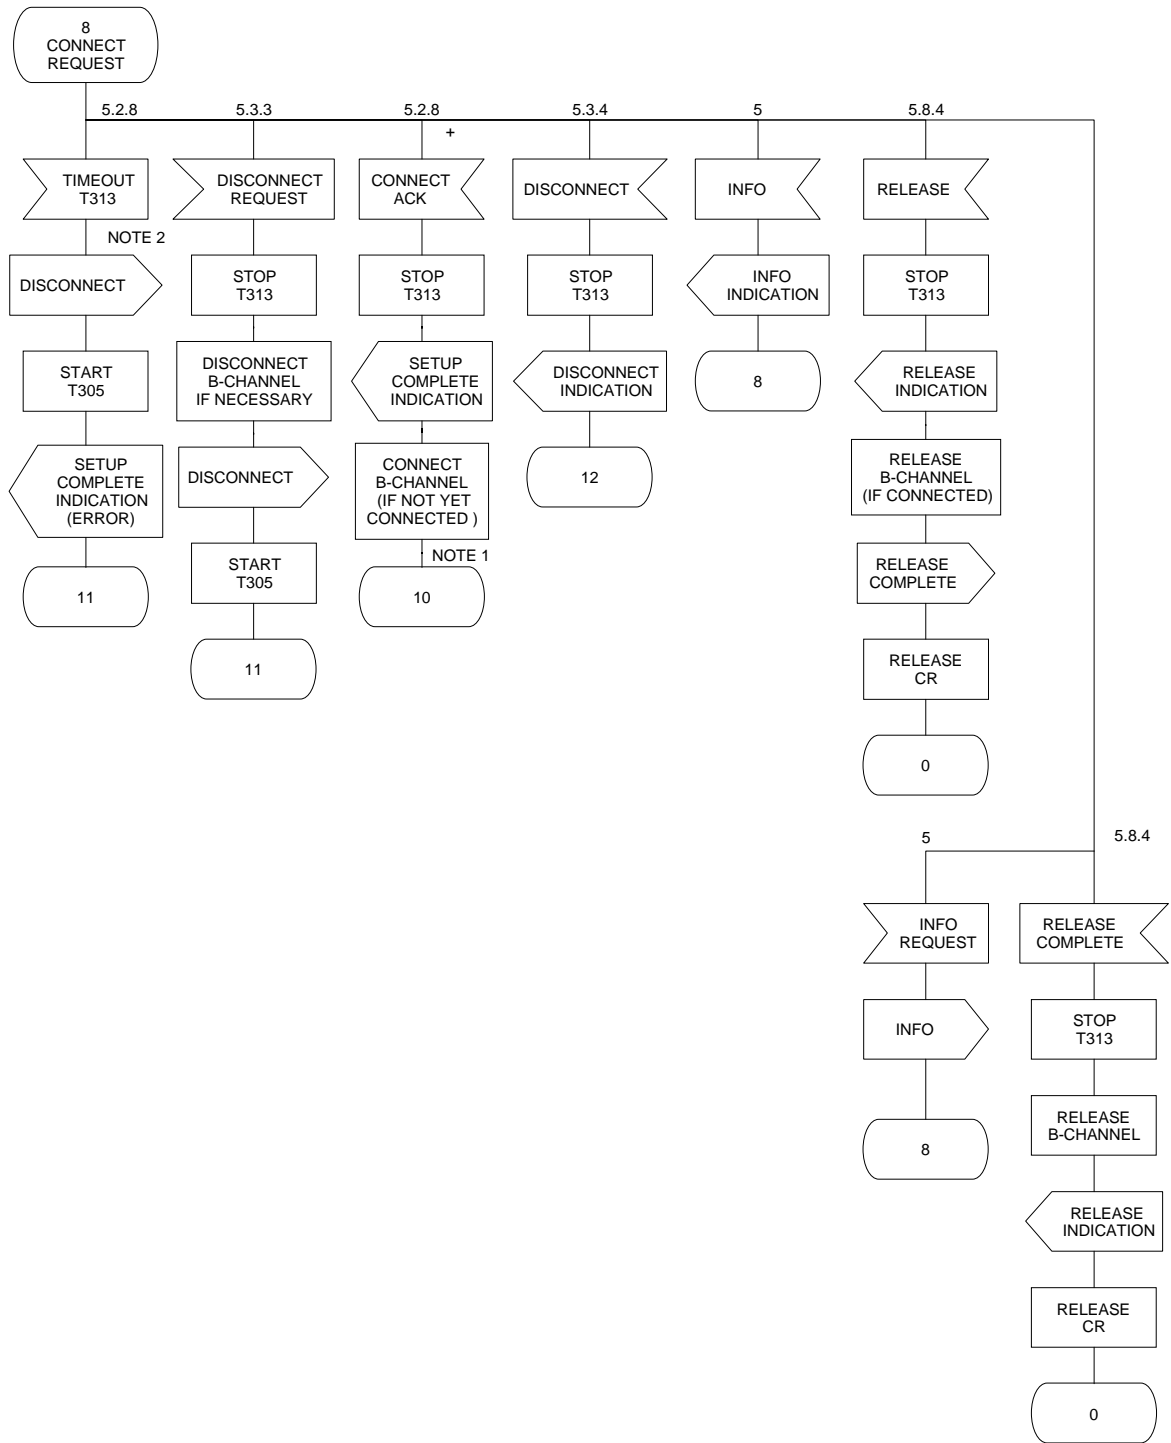 8
CONNECT
REQUEST
5.2.8
5.3.3
5.2.8
+
5.3.4
5
5.8.4
TIMEOUT
T313
NOTE 2
DISCONNECT
START
T305
SETUP
COMPLETE
INDICATION
(ERROR)
11
DISCONNECT
REQUEST
STOP
T313
DISCONNECT
B-CHANNEL
IF NECESSARY
DISCONNECT
START
T305
11
CONNECT
ACK
STOP
T313
SETUP
COMPLETE
INDICATION
CONNECT
B-CHANNEL
(IF NOT YET
CONNECTED )
NOTE 1
10
DISCONNECT
STOP
T313
DISCONNECT
INDICATION
12
INFO
INFO
INDICATION
8
RELEASE
STOP
T313
RELEASE
INDICATION
RELEASE
B-CHANNEL
(IF CONNECTED)
RELEASE
COMPLETE
RELEASE
CR
0
5
5.8.4
INFO
REQUEST
INFO
8
RELEASE
COMPLETE
STOP
T313
RELEASE
B-CHANNEL
RELEASE
INDICATION
RELEASE
CR
0